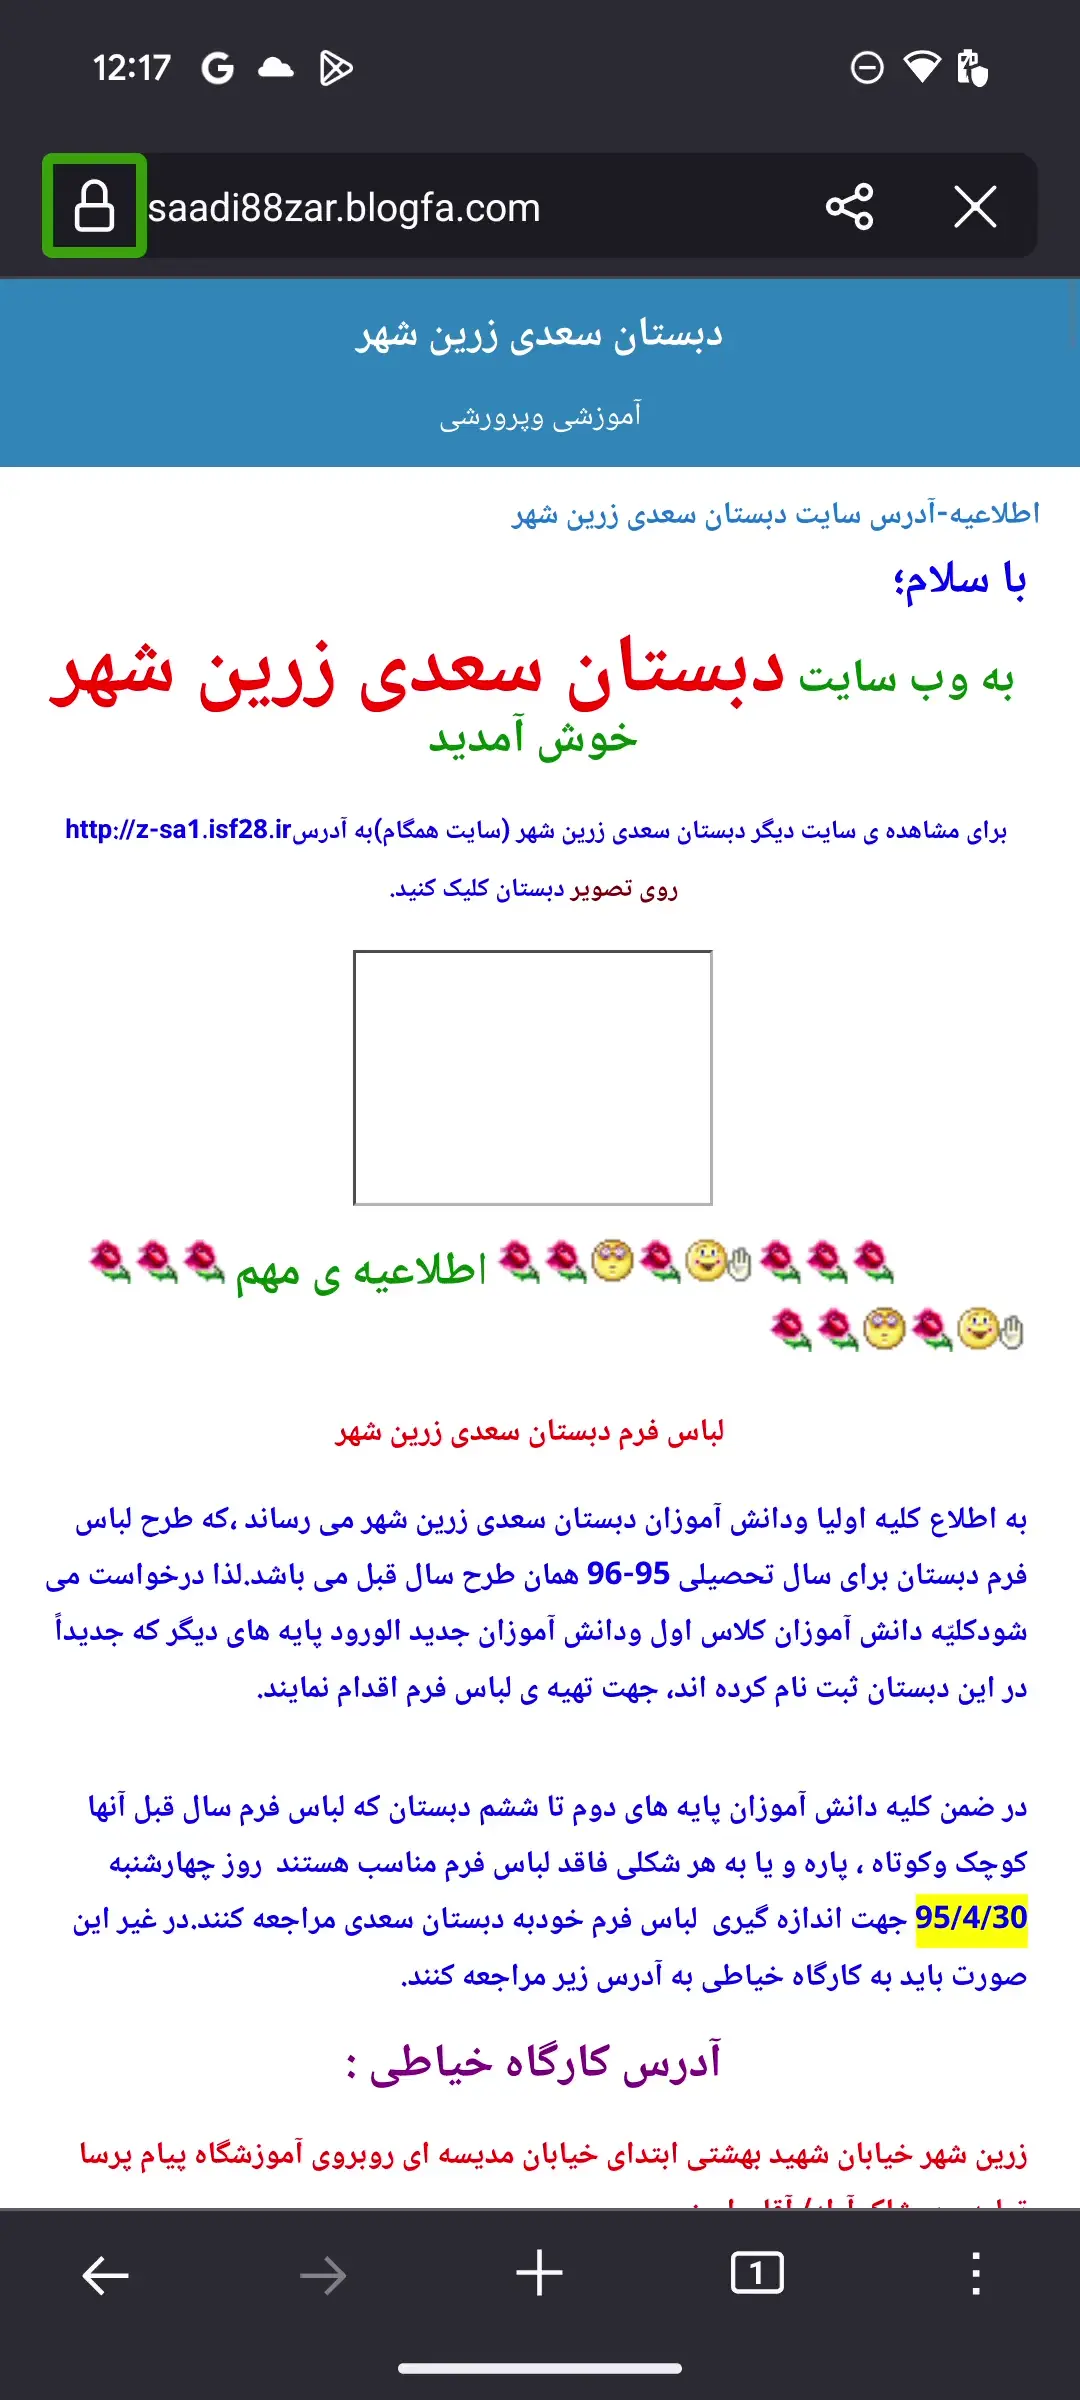 12:17
saadi88zar.blogfa.com
دبستان سعدی زرین شهر
آموزشی وپرورشی
اطلاعیه-آدرس سایت دبستان سعدی زرین شهر
با سلام؛
به وب سایت دبستان سعدی زرین شهر
خوش آمدید
برای مشاهده ی سایت دیگر دبستان سعدی زرین شهر (سایت همگام)به آدرسhttp://z-sa1.isf28.ir
روی تصویر دبستان کلیک کنید.
اطلاعیه ی مهم
لباس فرم دبستان سعدی زرین شهر
به اطلاع کلیه اولیا ودانش آموزان دبستان سعدی زرین شهر می رساند ،که طرح لباس
فرم دبستان برای سال تحصیلی 95-96 همان طرح سال قبل می باشد.لذا درخواست می
شودکلیّه دانش آموزان کلاس اول ودانش آموزان جدید الورود پایه های دیگر که جدیداً
در این دبستان ثبت نام کرده اند، جهت تهیه ی لباس فرم اقدام نمایند.
در ضمن کلیه دانش آموزان پایه های دوم تا ششم دبستان که لباس فرم سال قبل آنها
کوچک وکوتاه ، پاره و یا به هر شکلی فاقد لباس فرم مناسب هستند روز چهارشنبه
95/4/30 جهت اندازه گیری لباس فرم خودبه دبستان سعدی مراجعه کنند.در غیر این
صورت باید به کارگاه خیاطی به آدرس زیر مراجعه کنند.
آدرس کارگاه خیاطی :
زرین شهر خیابان شهید بهشتی ابتدای خیابان مدیسه ای روبروی آموزشگاه پیام پرسا
1